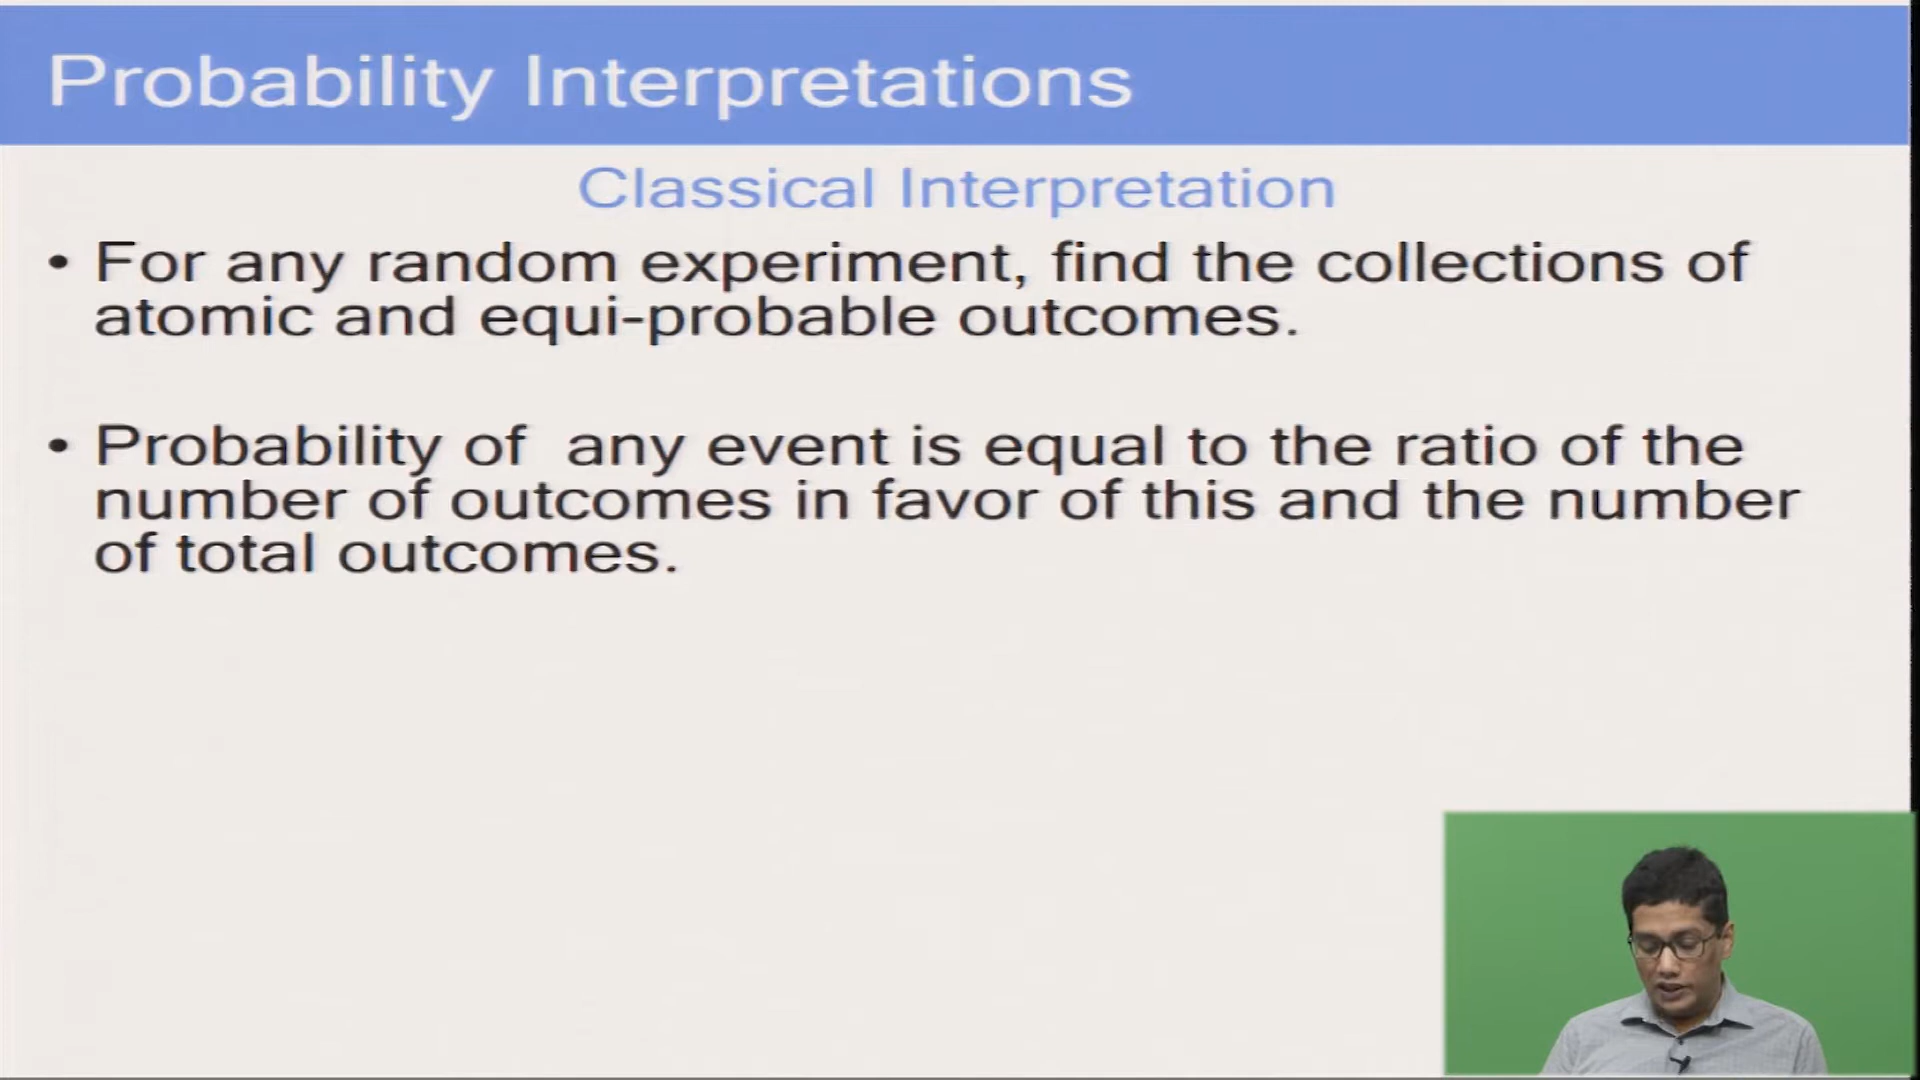 Probability Interpretations
Classical Interpretation
• For any random experiment, find the collections of
atomic and equi-probable outcomes.
• Probability of any event is equal to the ratio of the
number of outcomes in favor of this and the number
of total outcomes.